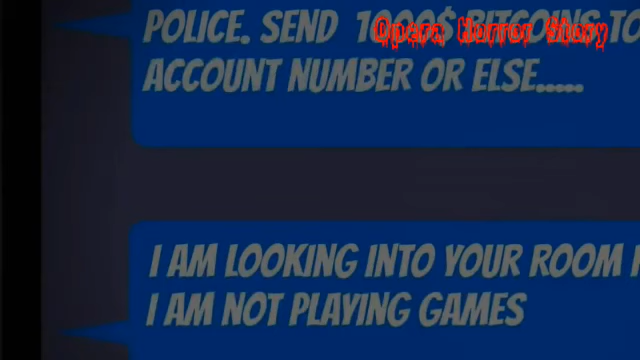 POLICE. SEND 1000$ BITCOINS TO
Opera Horror Story
ACCOUNT NUMBER OR ELSE.....
I AM LOOKING INTO YOUR ROOM
I AM NOT PLAYING GAMES